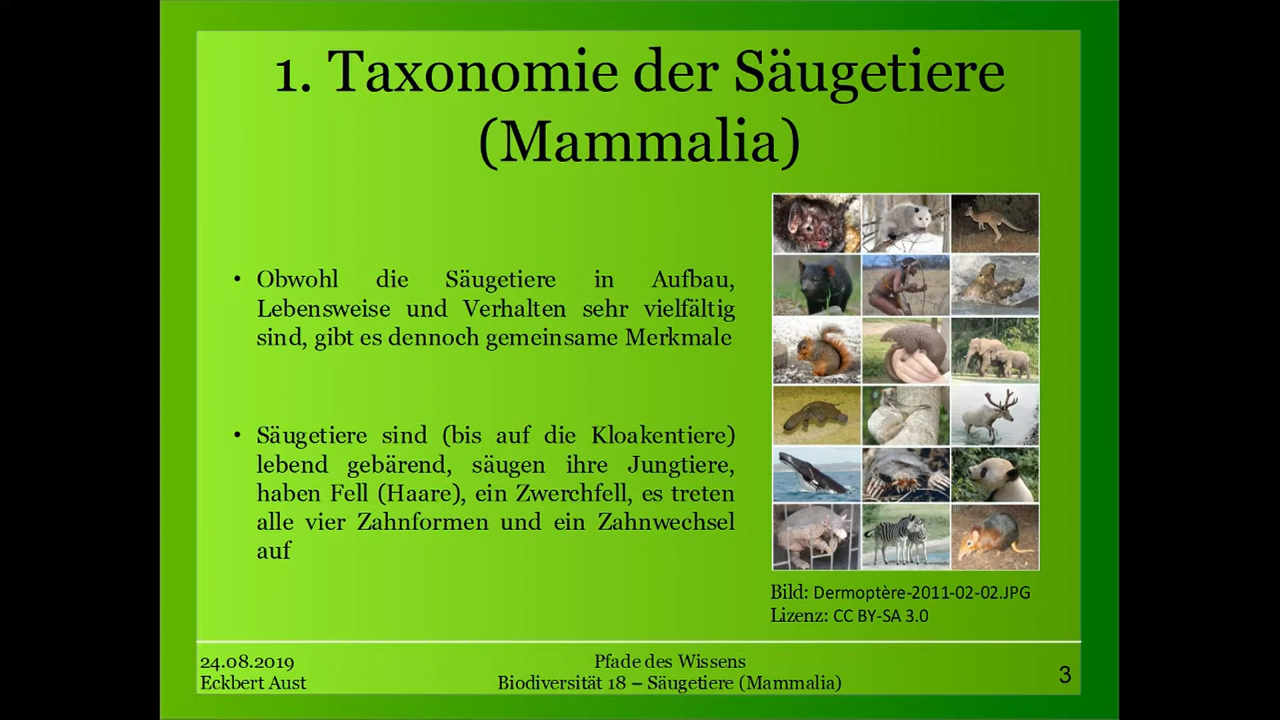 1. Taxonomie der Säugetiere
(Mammalia)
• Obwohl die Säugetiere in Aufbau,
Lebensweise und Verhalten sehr vielfältig
sind, gibt es dennoch gemeinsame Merkmale
• Säugetiere sind (bis auf die Kloakentiere)
lebend gebärend, säugen ihre Jungtiere,
haben Fell (Haare), ein Zwerchfell, es treten
alle vier Zahnformen und ein Zahnwechsel
auf
Bild: Dermoptère-2011-02-02.JPG
Lizenz: CC BY-SA 3.0
24.08.2019
Eckbert Aust
Pfade des Wissens
Biodiversität 18 – Säugetiere (Mammalia)
3